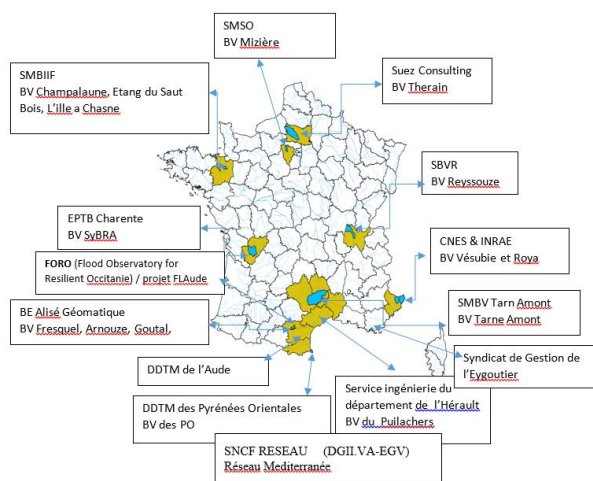 SMSO
BV Mizière
SMBIIF
BV Champalaune, Etang du Saut
Bois, L'ille a Chasne
Suez Consulting
BV Therain
SBVR
BV Reyssouze
EPTB Charente
BV SyBRA
CNES & INRAE
BV Vésubie et Roya
FORO (Flood Observatory for
Resilient Occitanie) / projet FLAude
BE Alisé Géomatique
BV Fresquel, Arnouze, Goutal,
SMBV Tarn Amont
BV Tarne Amont
Syndicat de Gestion de
l'Eygoutier
DDTM de l'Aude
Service ingénierie du
département de l'Hérault
BV du Puilachers
DDTM des Pyrénées Orientales
BV des PO
SNCF RESEAU (DGII.VA-EGV)
Réseau Mediterranée